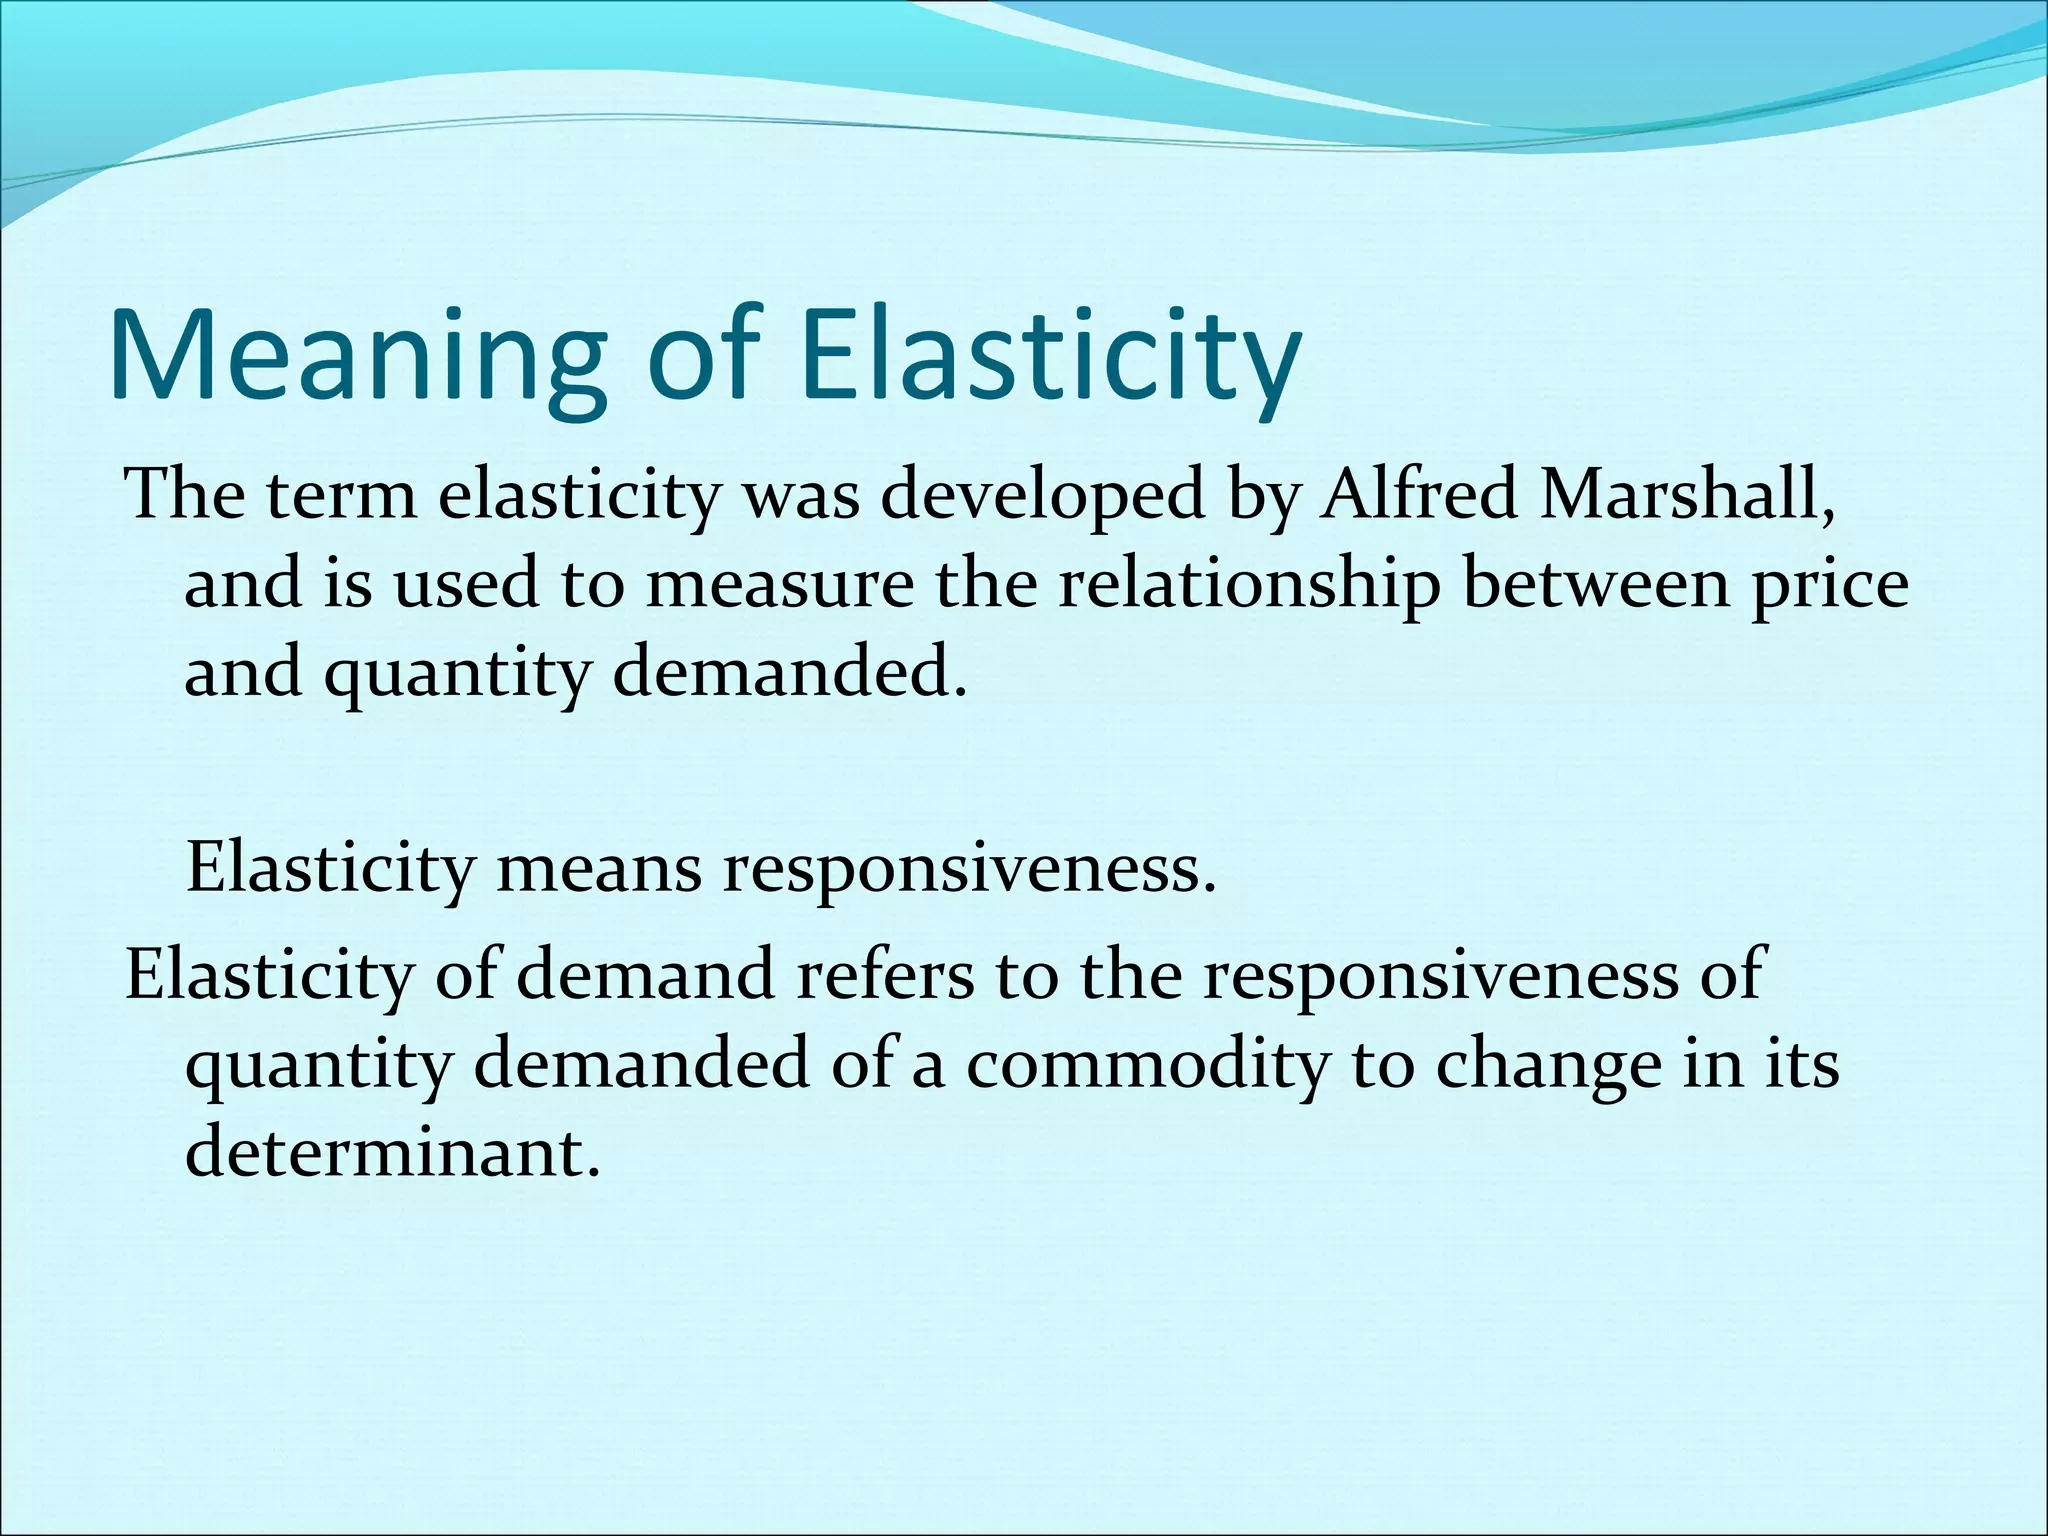 Meaning of Elasticity
The term elasticity was developed by Alfred Marshall,
and is used to measure the relationship between price
and quantity demanded.
Elasticity means responsiveness.
Elasticity of demand refers to the responsiveness of
quantity demanded of a commodity to change in its
determinant.